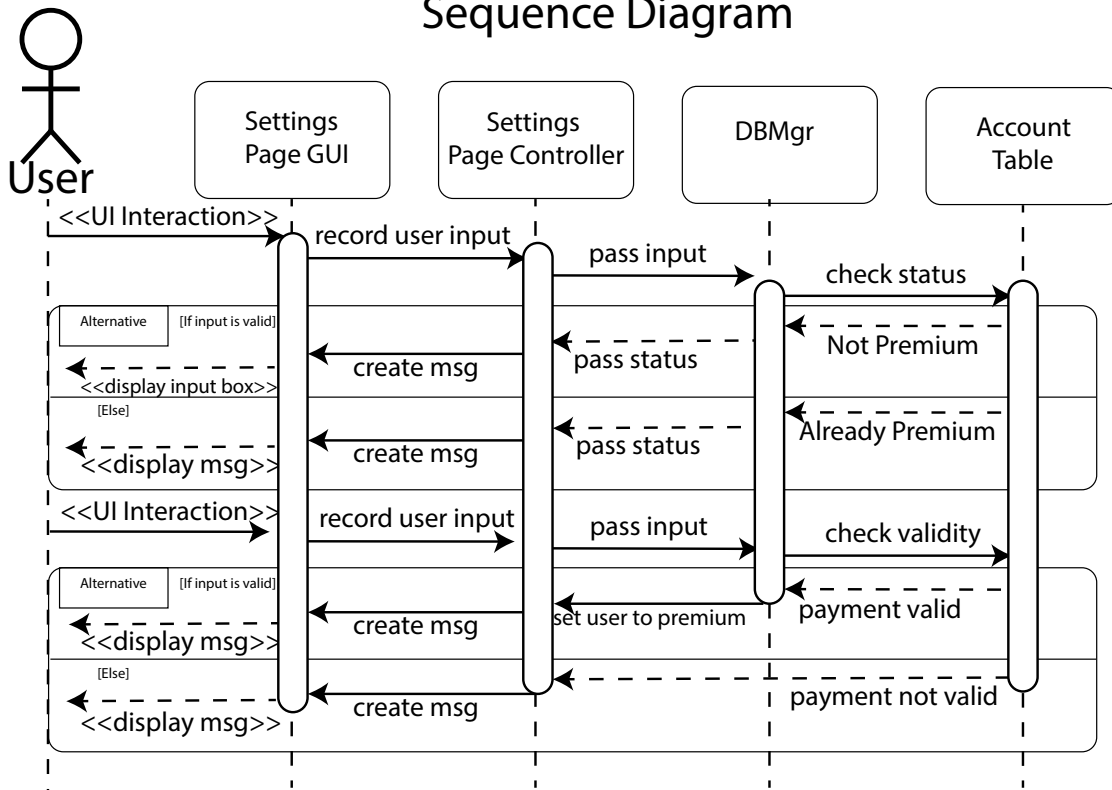 Sequence Diagram
User
Settings
Page GUI
Settings
Page Controller
DBMgr
Account
Table
<<UI Interaction>>
record user input
pass input
check status
Alternative
[If input is valid]
Not Premium
pass status
create msg
<<display input box>>
[Else]
Already Premium
pass status
create msg
<<display msg>>
<<UI Interaction>>
record user input
pass input
check validity
Alternative
[If input is valid]
payment valid
set user to premium
create msg
<<display msg>>
[Else]
payment not valid
create msg
<<display msg>>